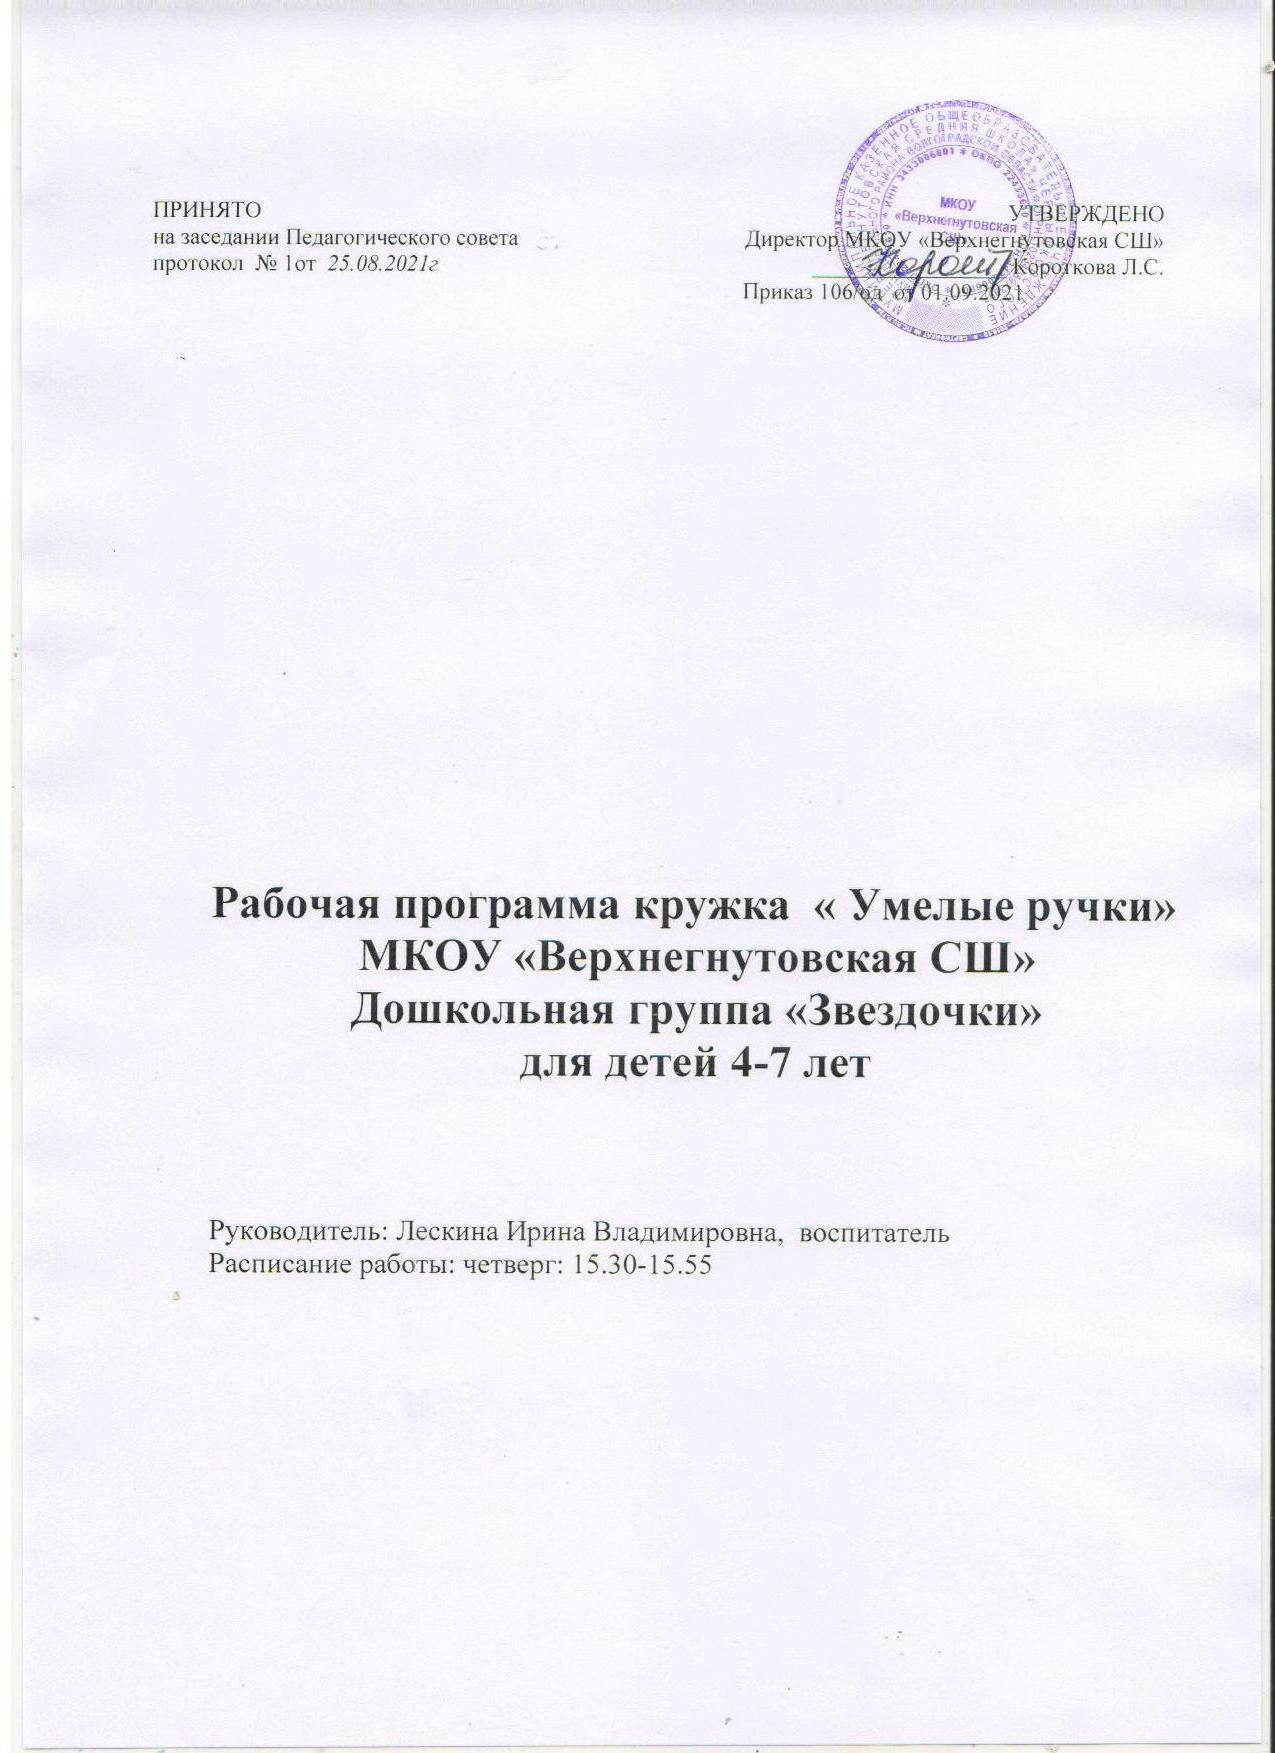 ПРИНЯТО
на заседании Педагогического совета
протокол № 1от 25.08.2021г
УТВЕРЖДЕНО
Директор МКОУ «Верхнегнутовская СШ»
Короткова Л.С.
Приказ 106/од от 01.09.2021
МКОУ
«Верхнегнутовская
СШ»
Рабочая программа кружка « Умелые ручки»
МКОУ «Верхнегнутовская СШ»
Дошкольная группа «Звездочки»
для детей 4-7 лет
Руководитель: Лескина Ирина Владимировна, воспитатель
Расписание работы: четверг: 15.30-15.55